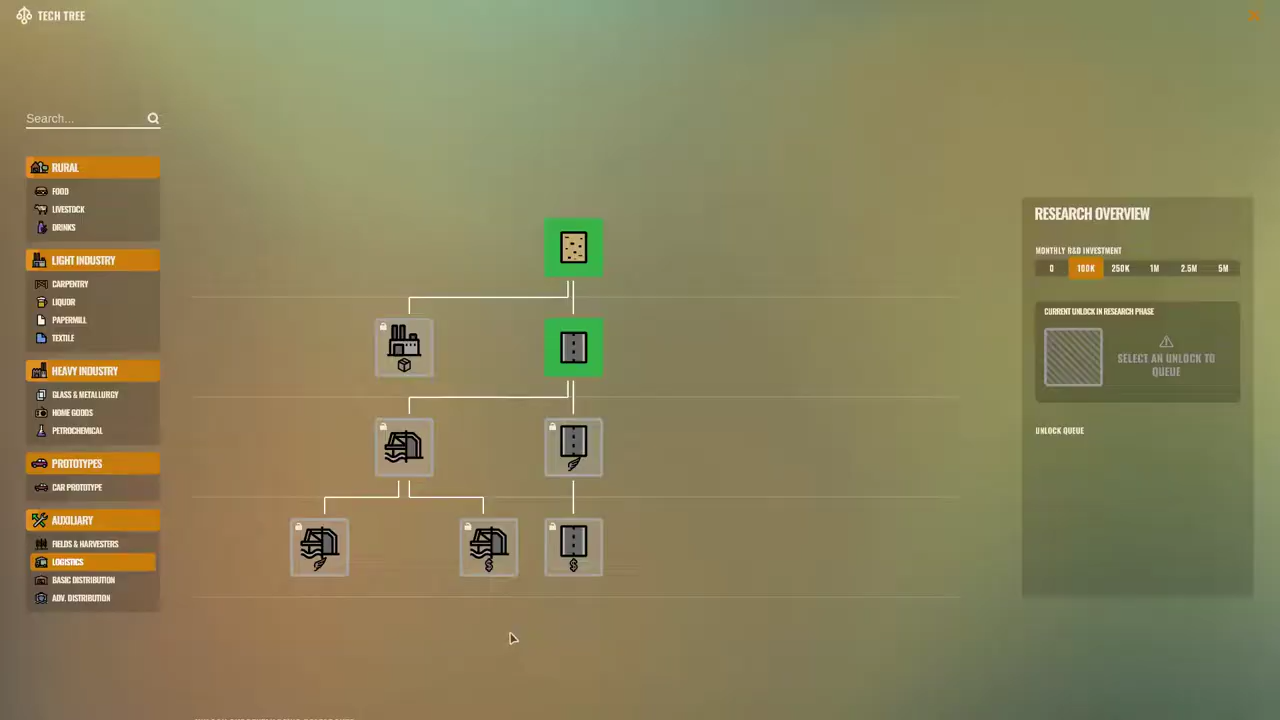 TECH TREE
Search...
RURAL
FOOD
LIVESTOCK
DRINKS
LIGHT INDUSTRY
CARPENTRY
LIQUOR
PAPERMILL
TEXTILE
HEAVY INDUSTRY
GLASS & METALLURGY
HOME GOODS
PETROCHEMICAL
PROTOTYPES
CAR PROTOTYPE
AUXILIARY
FIELDS & HARVESTERS
LOGISTICS
BASIC DISTRIBUTION
ADV. DISTRIBUTION
RESEARCH OVERVIEW
MONTHLY R&D INVESTMENT
0 100K 250K 1M 2.5M 5M
CURRENT UNLOCK IN RESEARCH PHASE
SELECT AN UNLOCK TO
QUEUE
UNLOCK QUEUE